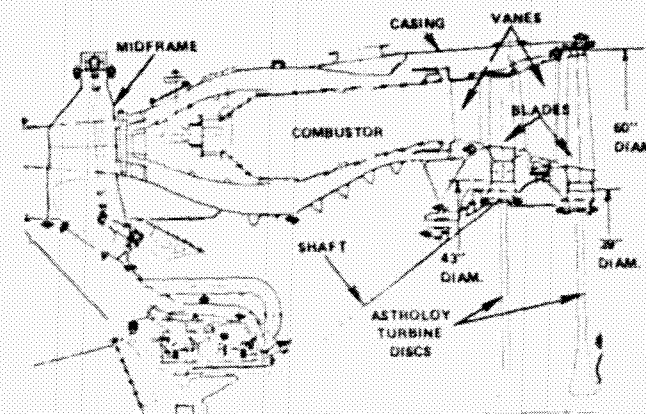 CASING
VANES
MIDFRAME
COMBUSTOR
BLADES
60"
DIAM.
SHAFT
43"
DIAM.
39"
DIAM.
ASTROLOY
TURBINE
DISCS